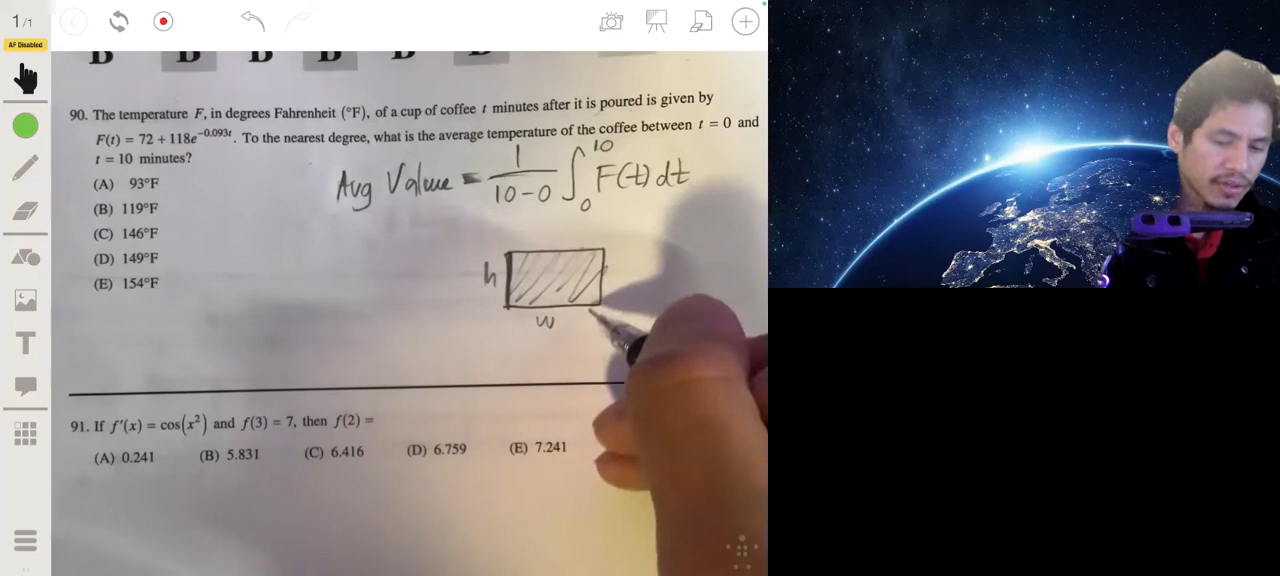 1/1
AF Disabled
90. The temperature F, in degrees Fahrenheit (°F), of a cup of coffee t minutes after it is poured is given by
F(t) = 72 + 118e^{-0.093t}. To the nearest degree, what is the average temperature of the coffee between t = 0 and
t = 10 minutes?
Avg Value = \frac{1}{10-0} \int_0^{10} F(t) dt
(A) 93°F
(B) 119°F
(C) 146°F
(D) 149°F
(E) 154°F
h
w
91. If f'(x) = cos(x²) and f(3) = 7, then f(2) =
(A) 0.241 (B) 5.831 (C) 6.416 (D) 6.759 (E) 7.241